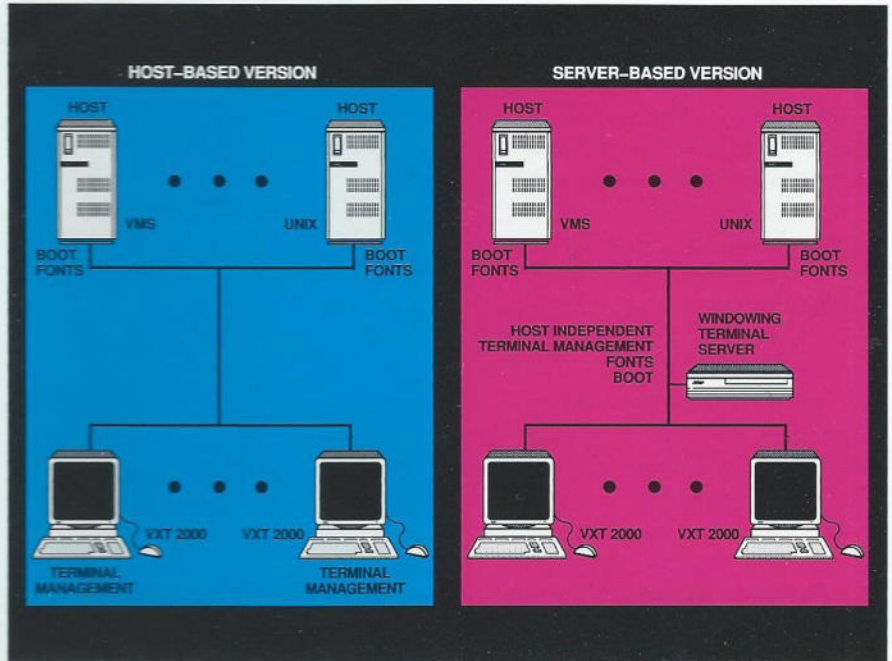 HOST–BASED VERSION
HOST
HOST
VMS
UNIX
BOOT
FONTS
BOOT
FONTS
VXT 2000
VXT 2000
TERMINAL
MANAGEMENT
TERMINAL
MANAGEMENT
SERVER–BASED VERSION
HOST
HOST
VMS
UNIX
BOOT
FONTS
BOOT
FONTS
HOST INDEPENDENT
TERMINAL MANAGEMENT
FONTS
BOOT
WINDOWING
TERMINAL
SERVER
VXT 2000
VXT 2000